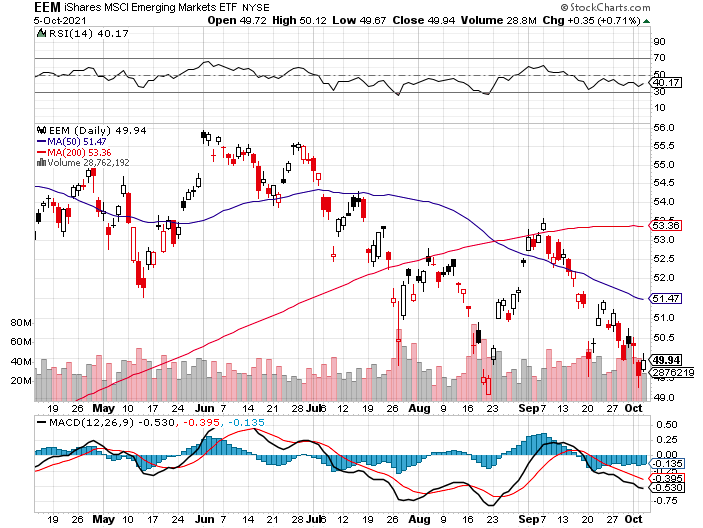 EEM iShares MSCI Emerging Markets ETF NYSE © StockCharts.com
5-Oct-2021 Open 49.72 High 50.12 Low 49.67 Close 49.94 Volume 28.8M Chg +0.35 (+0.71%)
RSI(14) 40.17
90
70
50
40.17
30
10
EEM (Daily) 49.94
MA(50) 51.47
MA(200) 53.36
Volume 28,762,192
56.0
55.5
55.0
54.5
54.0
53.5
53.36
53.0
52.5
52.0
51.47
51.0
50.5
49.94
28762192
49.5
49.0
80M
60M
40M
20M
19 26 May 10 17 24 Jun 7 14 21 28 Jul 6 12 19 26 Aug 9 16 23 Sep 7 13 20 27 Oct
MACD(12,26,9) -0.530, -0.395, -0.135
0.50
0.25
0.00
-0.135
-0.395
-0.530
-0.75
19 26 May 10 17 24 Jun 7 14 21 28 Jul 6 12 19 26 Aug 9 16 23 Sep 7 13 20 27 Oct